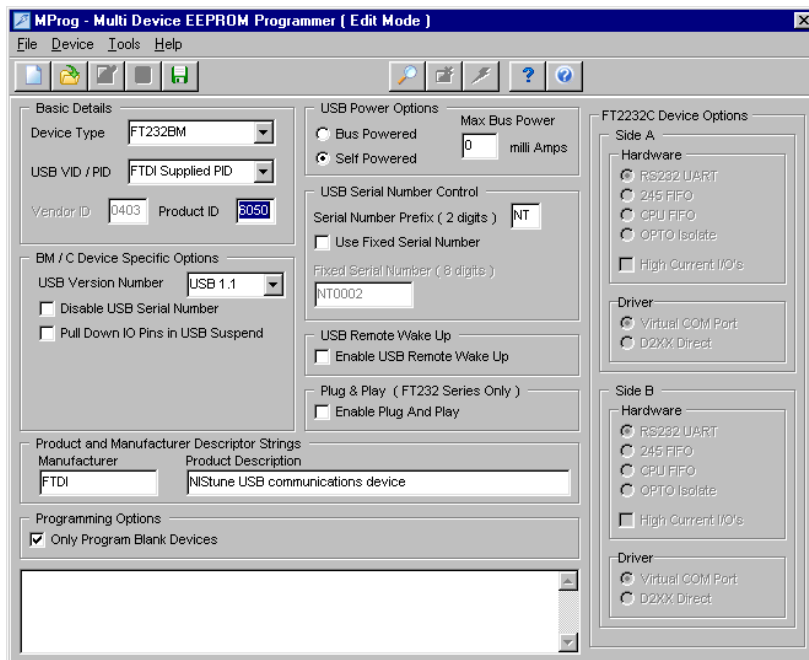 MProg - Multi Device EEPROM Programmer ( Edit Mode )
File Device Tools Help
Basic Details
Device Type FT232BM
USB VID / PID FTDI Supplied PID
Vendor ID 0403 Product ID 6050
BM / C Device Specific Options
USB Version Number USB 1.1
Disable USB Serial Number
Pull Down IO Pins in USB Suspend
USB Power Options
Bus Powered
Self Powered
Max Bus Power
0 milli Amps
USB Serial Number Control
Serial Number Prefix ( 2 digits ) NT
Use Fixed Serial Number
Fixed Serial Number ( 8 digits )
NT0002
USB Remote Wake Up
Enable USB Remote Wake Up
Plug & Play ( FT232 Series Only )
Enable Plug And Play
Product and Manufacturer Descriptor Strings
Manufacturer Product Description
FTDI NIStune USB communications device
Programming Options
Only Program Blank Devices
FT2232C Device Options
Side A
Hardware
RS232 UART
245 FIFO
CPU FIFO
OPTO Isolate
High Current I/O's
Driver
Virtual COM Port
D2XX Direct
Side B
Hardware
RS232 UART
245 FIFO
CPU FIFO
OPTO Isolate
High Current I/O's
Driver
Virtual COM Port
D2XX Direct